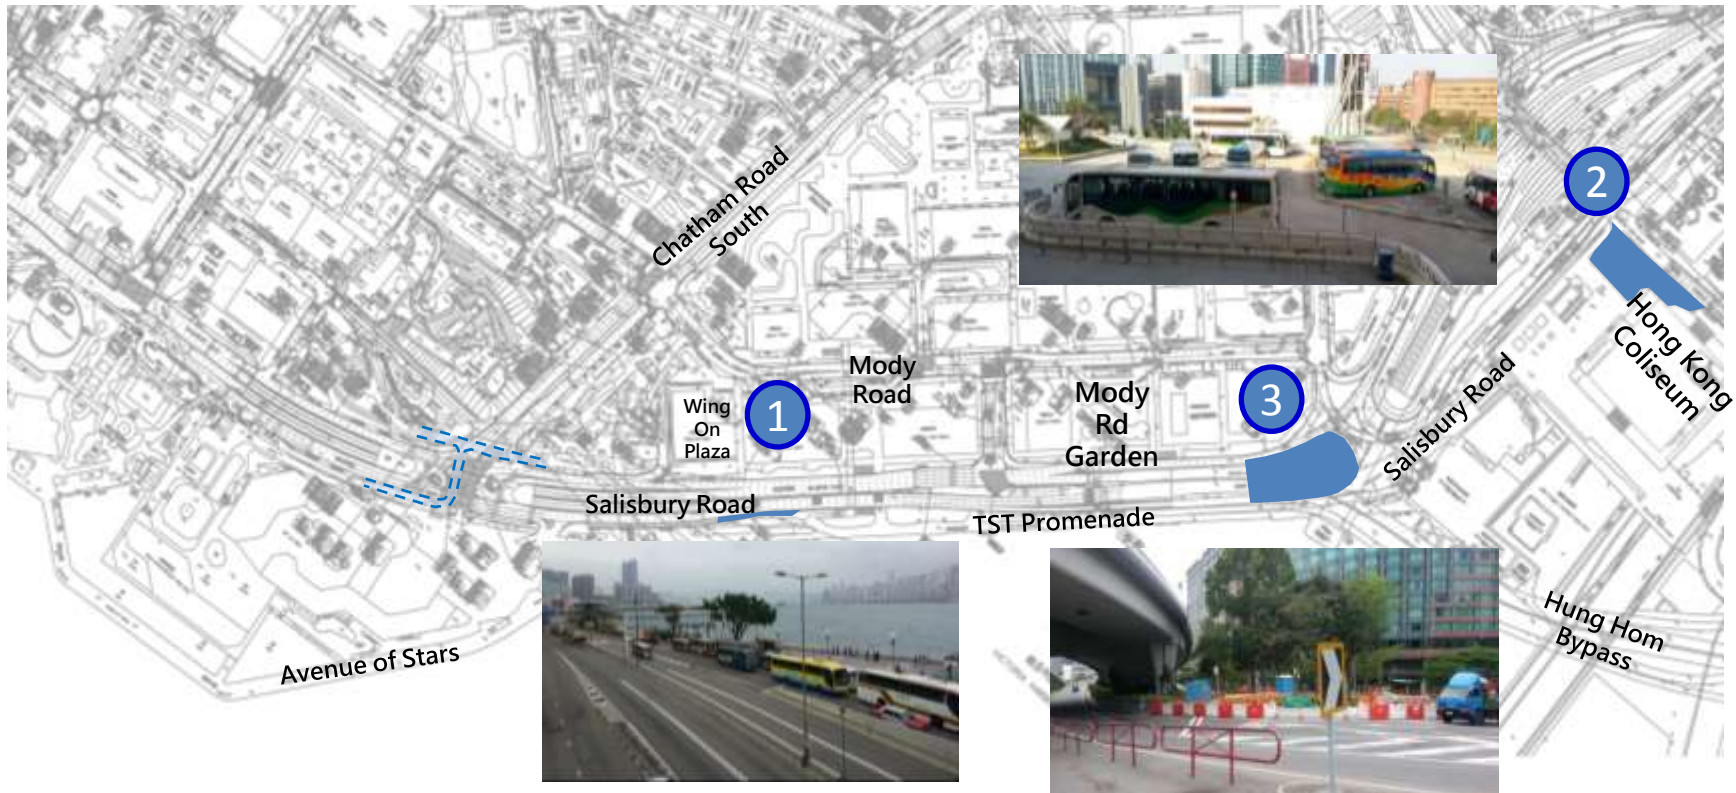 Chatham Road
South
2
Hong Kong
Coliseum
Mody
Road
Wing
On
Plaza
1
Mody
Rd
Garden
3
Salisbury Road
Salisbury Road
TST Promenade
Avenue of Stars
Hung Hom
Bypass